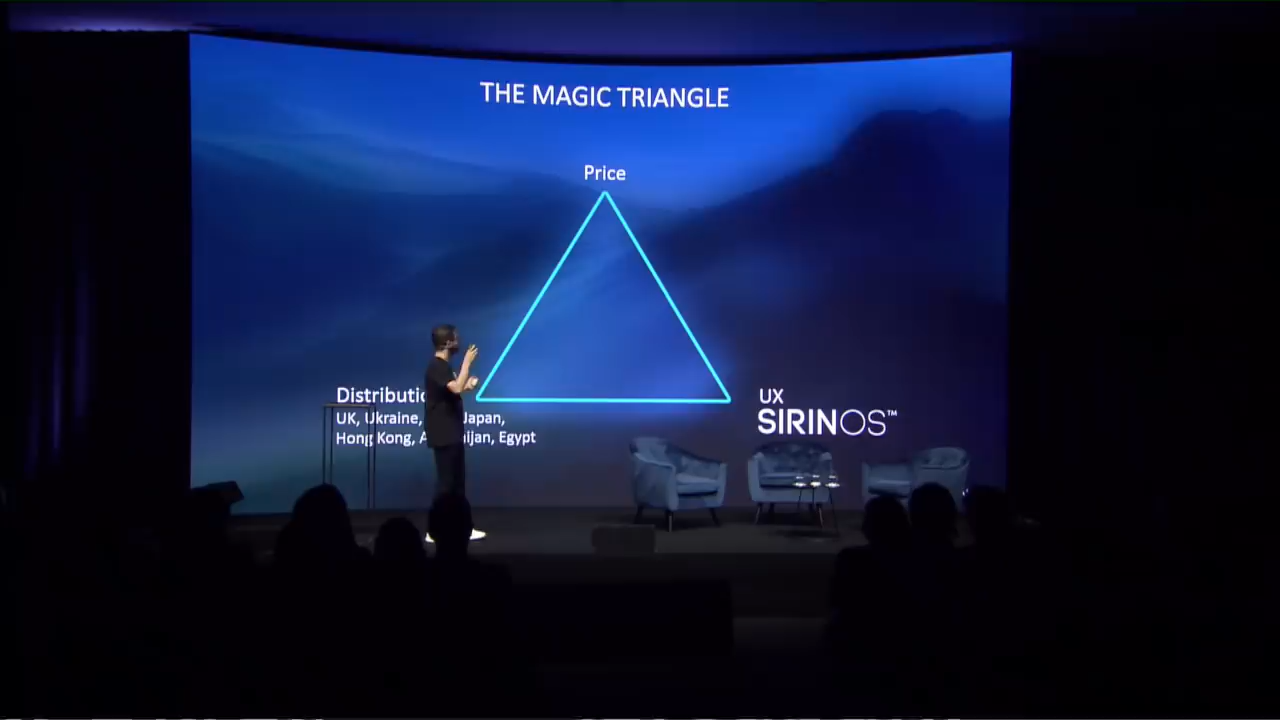 THE MAGIC TRIANGLE
Price
UX
SIRINOS™
UK, Ukraine, Japan,
Hong Kong, Egypt